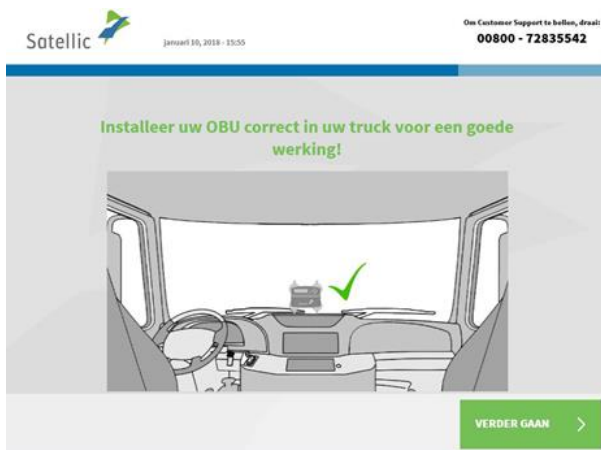 Satellic
januari 10, 2018 - 15:55
Om Customer Support te bellen, draai:
00800 - 72835542
Installeer uw OBU correct in uw truck voor een goede
werking!
VERDER GAAN